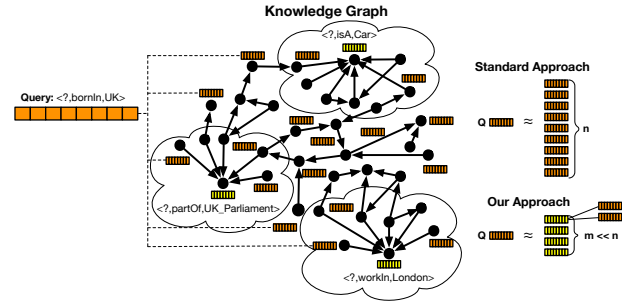 Knowledge Graph
<?,isA,Car>
Query: <?,bornIn,UK>
Standard Approach
Q ≈ n
<?,partOf,UK_Parliament>
Our Approach
Q ≈ m << n
<?,workIn,London>